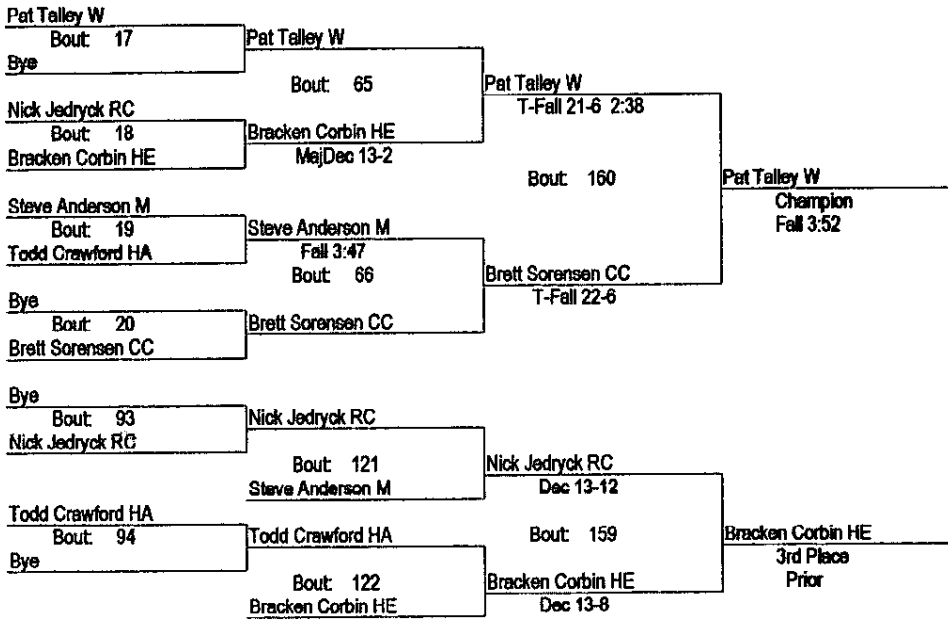 Pat Talley W
Bout: 17
Bye
Pat Talley W
Bout: 65
Nick Jedryck RC
Bout: 18
Bracken Corbin HE
Bracken Corbin HE
MajDec 13-2
Pat Talley W
T-Fall 21-6 2:38
Bout: 160
Steve Anderson M
Bout: 19
Todd Crawford HA
Steve Anderson M
Fall 3:47
Bout: 66
Bye
Bout: 20
Brett Sorensen CC
Brett Sorensen CC
Brett Sorensen CC
T-Fall 22-6
Pat Talley W
Champion
Fall 3:52
Bye
Bout: 93
Nick Jedryck RC
Nick Jedryck RC
Bout: 121
Steve Anderson M
Nick Jedryck RC
Dec 13-12
Bout: 159
Todd Crawford HA
Bout: 94
Bye
Todd Crawford HA
Bout: 122
Bracken Corbin HE
Bracken Corbin HE
Dec 13-8
Bracken Corbin HE
3rd Place
Prior